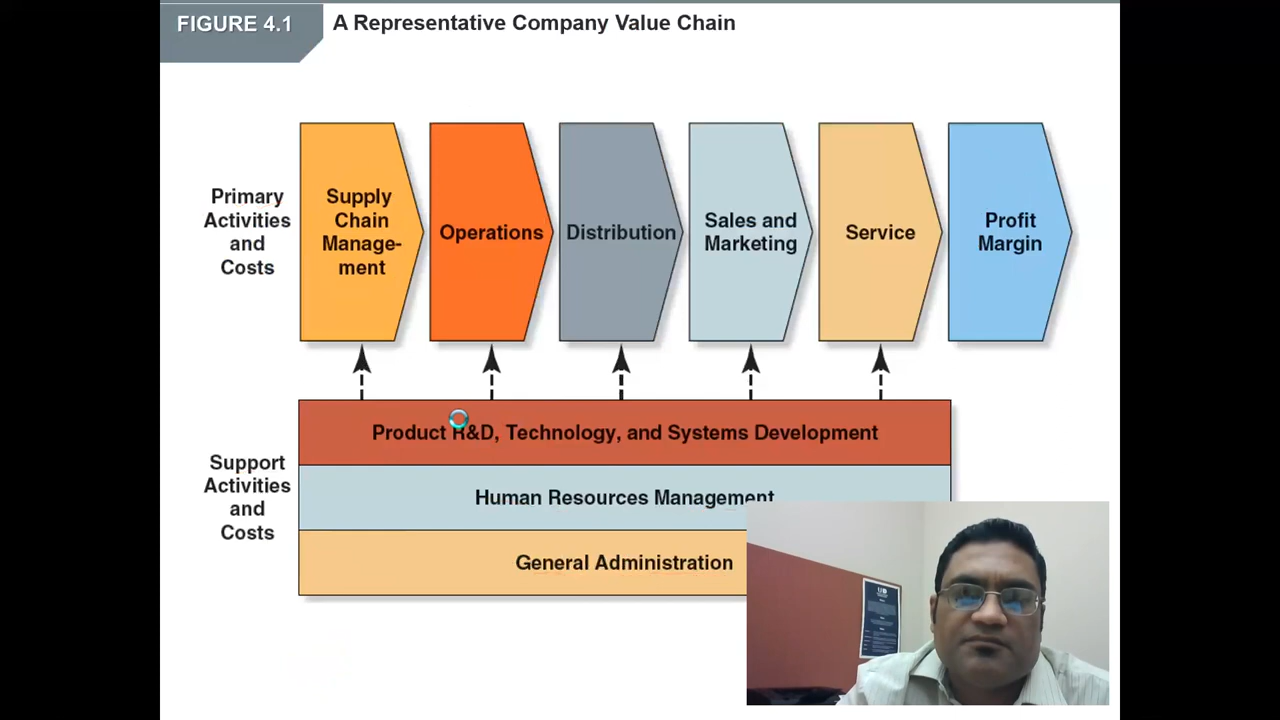 FIGURE 4.1
A Representative Company Value Chain
Primary
Activities
and
Costs
Supply
Chain
Manage-
ment
Operations
Distribution
Sales and
Marketing
Service
Profit
Margin
Support
Activities
and
Costs
Product R&D, Technology, and Systems Development
Human Resources Management
General Administration